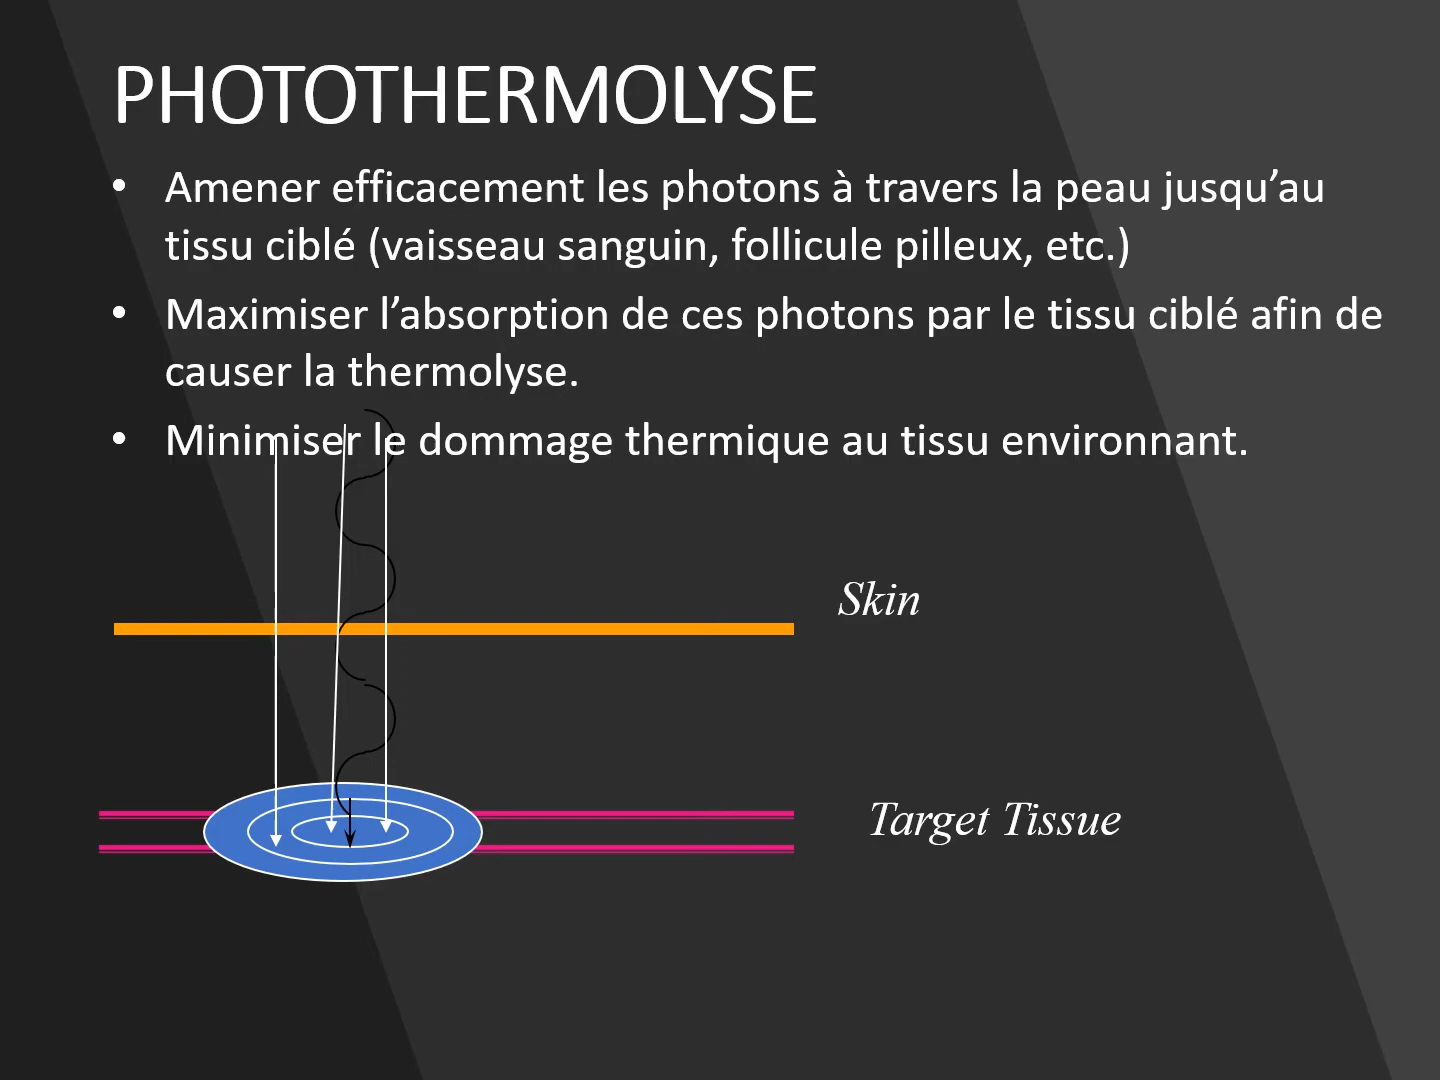 PHOTOTHERMOLYSE
• Amener efficacement les photons à travers la peau jusqu’au
tissu ciblé (vaisseau sanguin, follicule pilleux, etc.)
• Maximiser l’absorption de ces photons par le tissu ciblé afin de
causer la thermolyse.
• Minimiser le dommage thermique au tissu environnant.
Skin
Target Tissue